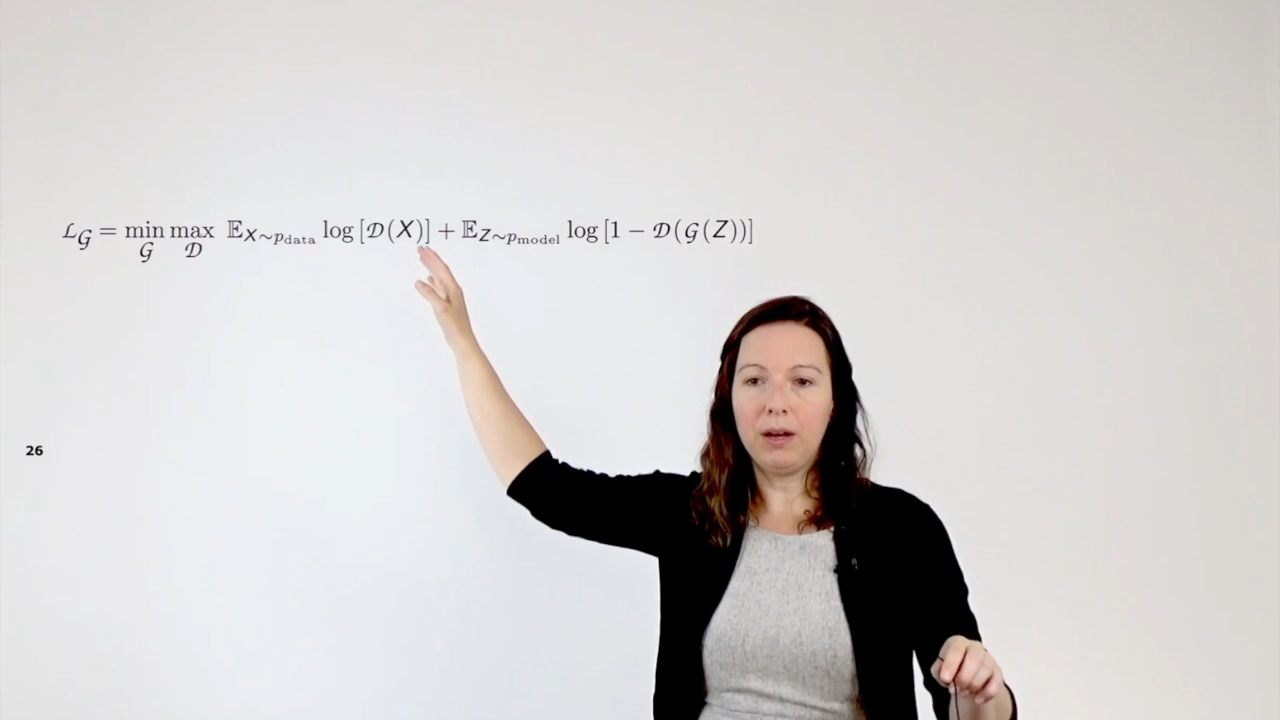 ℒ_𝒢 = min_𝒢 max_𝒟 𝔼_{X∼p_data} log [𝒟(X)] + 𝔼_{Z∼p_model} log [1 − 𝒟(𝒢(Z))]
26